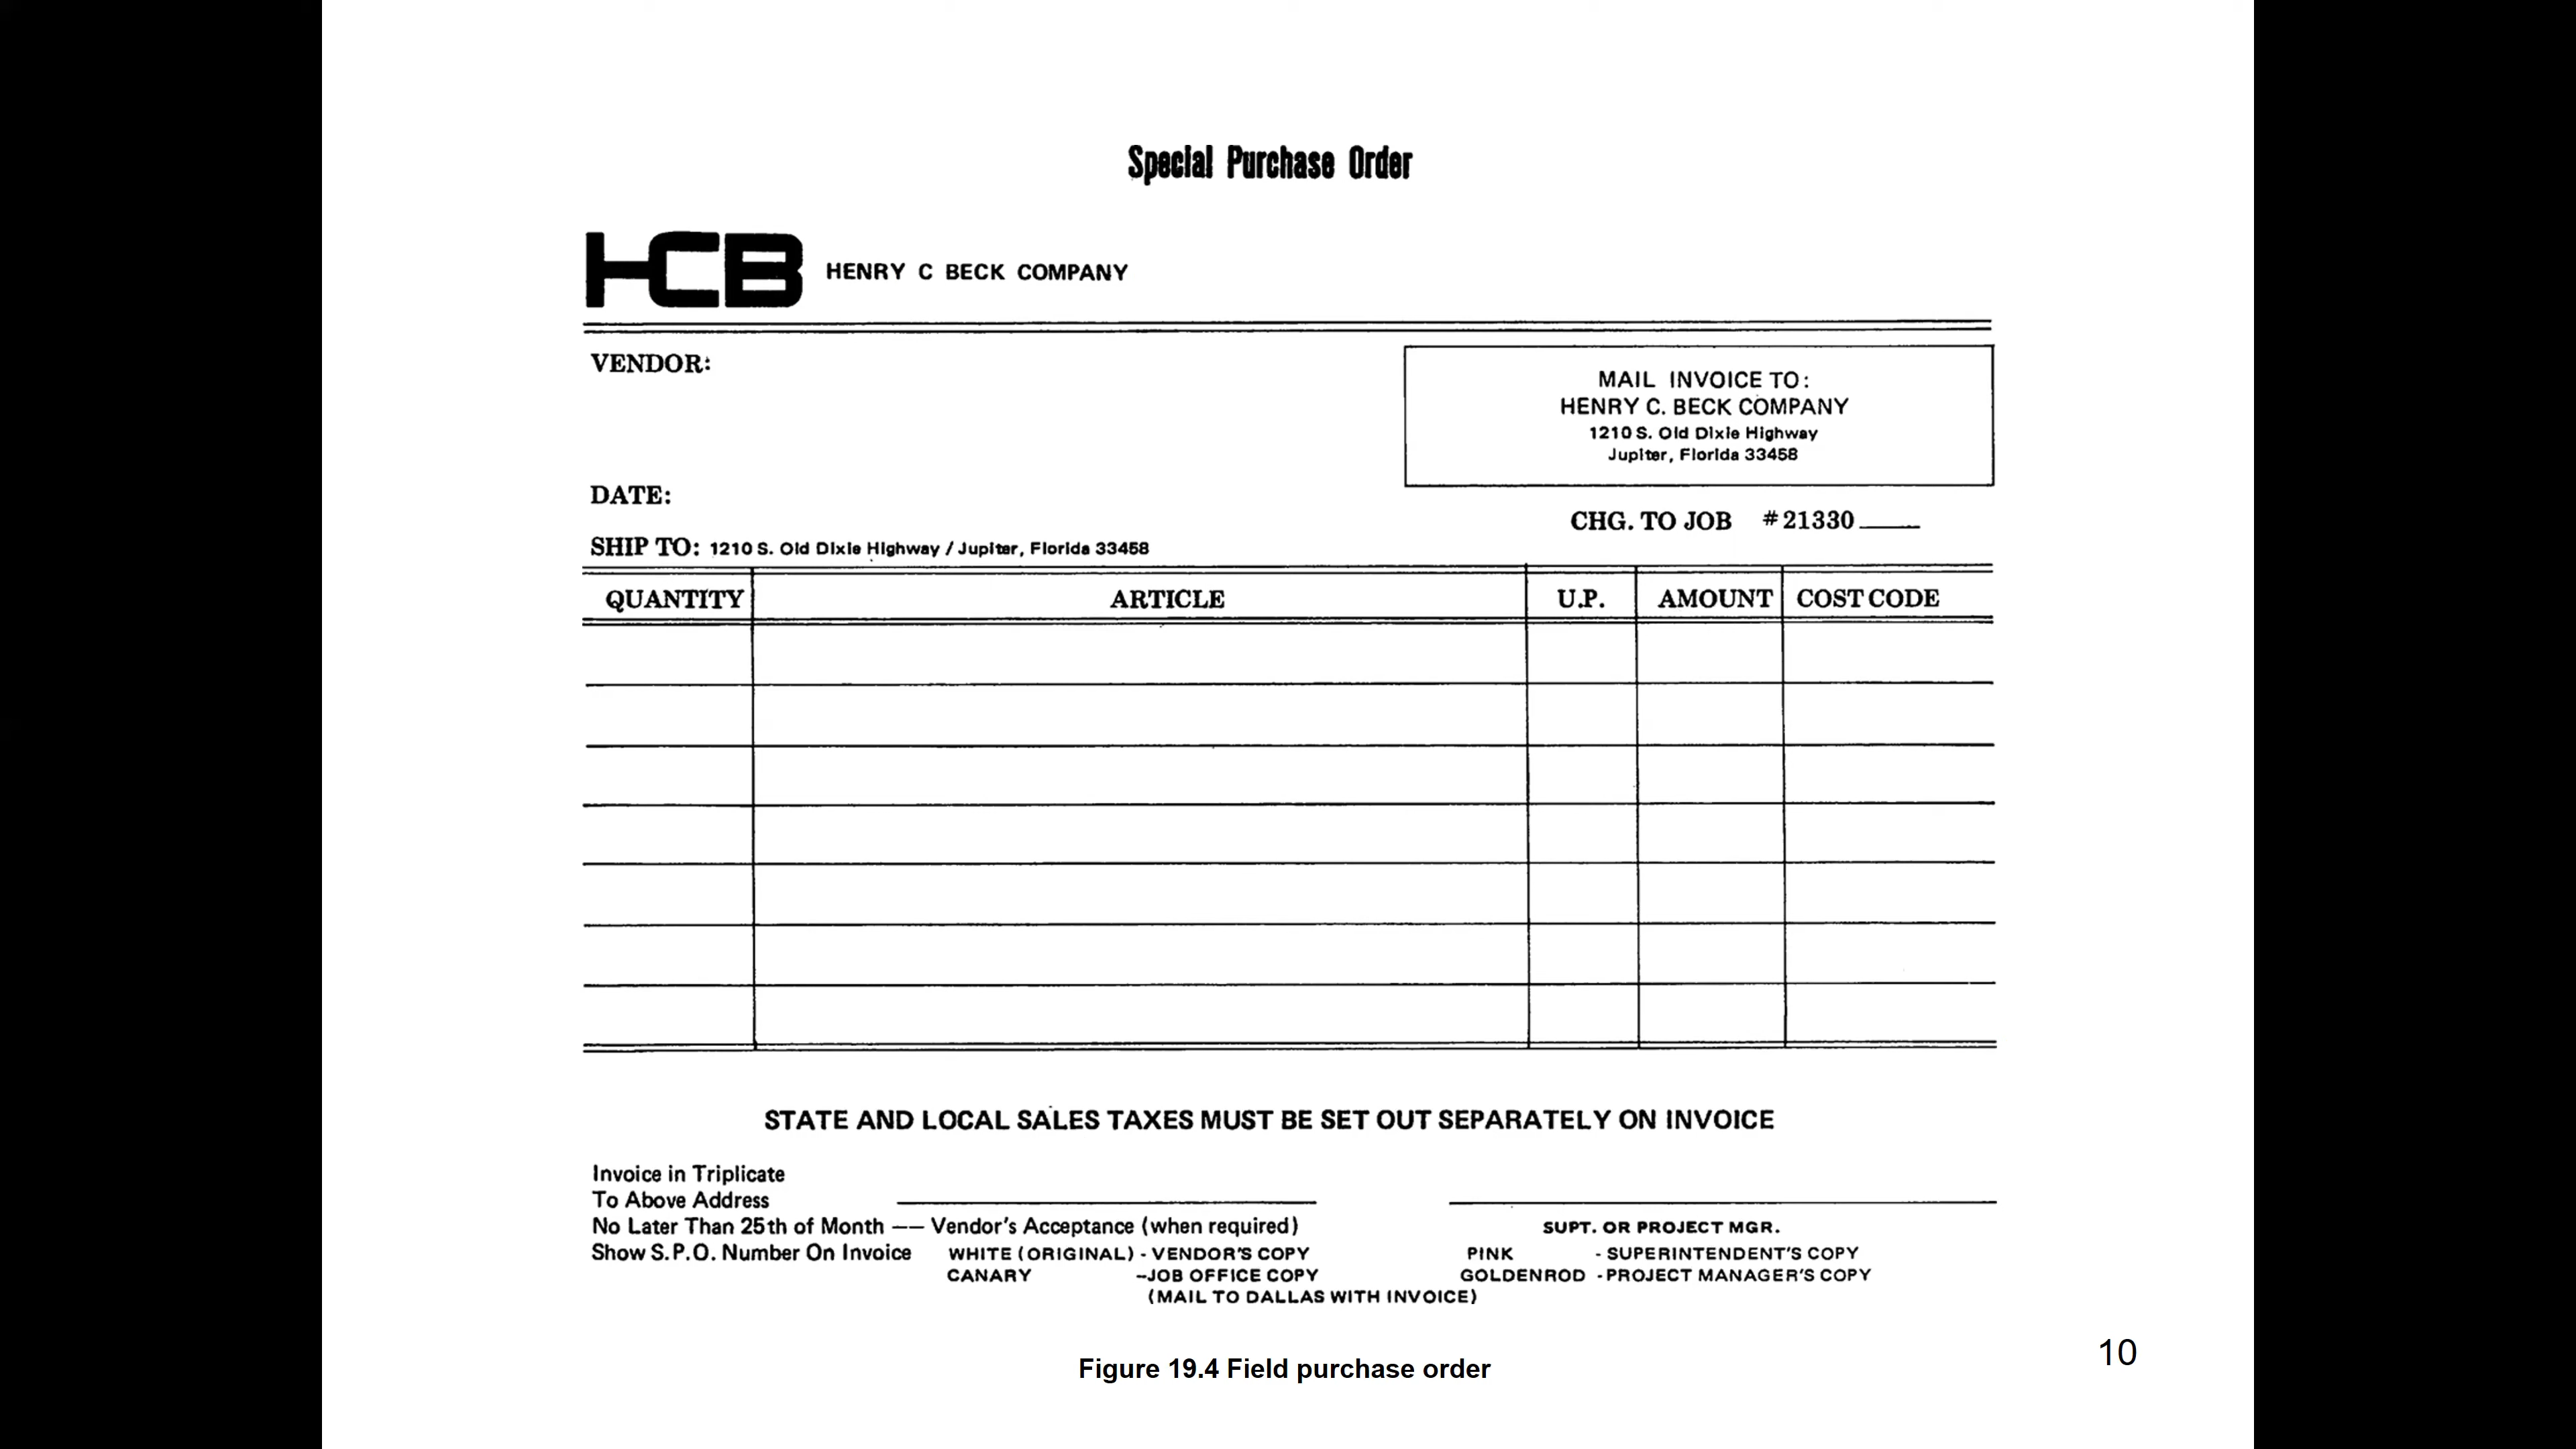 Special Purchase Order
HCB HENRY C BECK COMPANY
VENDOR:
MAIL INVOICE TO:
HENRY C. BECK COMPANY
1210 S. Old Dixie Highway
Jupiter, Florida 33458
DATE:
CHG. TO JOB #21330____
SHIP TO: 1210 S. Old Dixie Highway / Jupiter, Florida 33458
QUANTITY ARTICLE U.P. AMOUNT COST CODE
STATE AND LOCAL SALES TAXES MUST BE SET OUT SEPARATELY ON INVOICE
Invoice in Triplicate
To Above Address
No Later Than 25th of Month –– Vendor's Acceptance (when required) SUPT. OR PROJECT MGR.
Show S.P.O. Number On Invoice WHITE (ORIGINAL) - VENDOR'S COPY PINK - SUPERINTENDENT'S COPY
CANARY –JOB OFFICE COPY GOLDENROD - PROJECT MANAGER'S COPY
(MAIL TO DALLAS WITH INVOICE)
10
Figure 19.4 Field purchase order